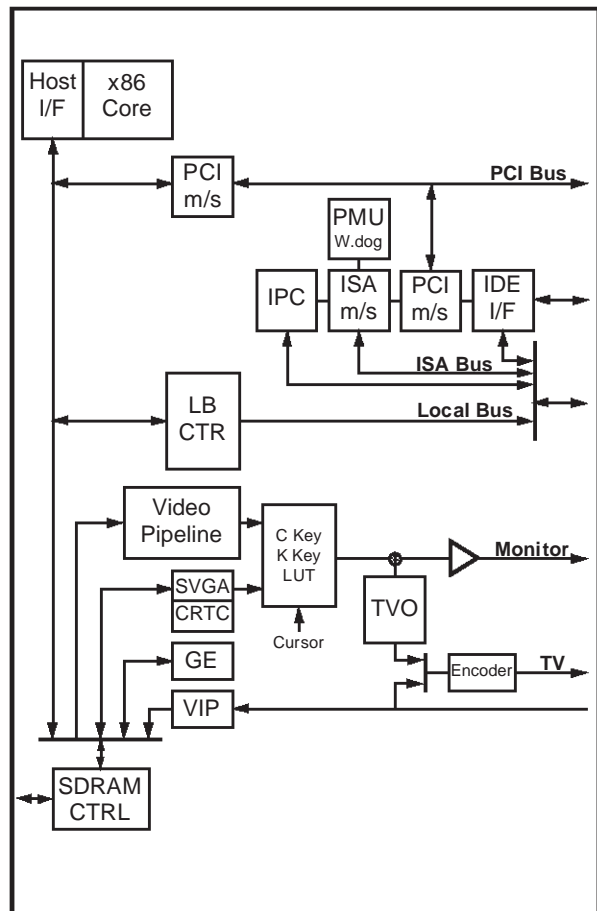 Host
I/F
x86
Core
PCI
m/s
PCI Bus
PMU
W.dog
IPC
ISA
m/s
PCI
m/s
IDE
I/F
ISA Bus
LB
CTR
Local Bus
Video
Pipeline
C Key
K Key
LUT
Monitor
SVGA
CRTC
TVO
Cursor
GE
Encoder
TV
VIP
SDRAM
CTRL